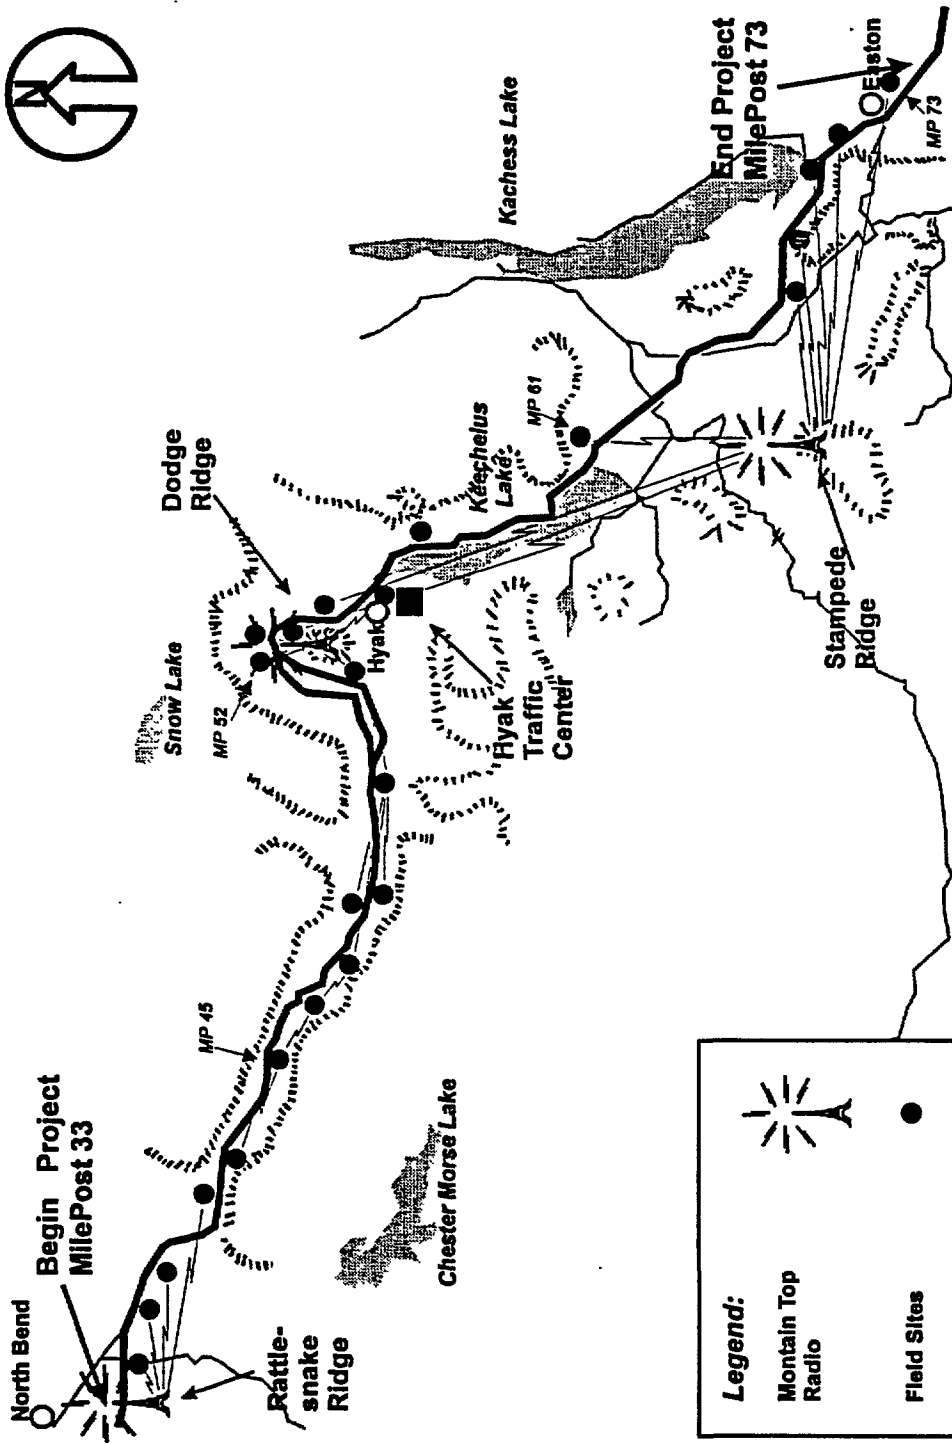 N
North Bend
Begin Project
MilePost 33
Rattle-
snake
Ridge
MP 45
Chester Morse Lake
Snow Lake
MP 52
Dodge
Ridge
Hyak
Hyak
Traffic
Center
Keechelus
Lake
MP 61
Stampede
Ridge
Kachess Lake
End Project
MilePost 73
Easton
MP 73
Legend:
Montain Top
Radio
Field Sites